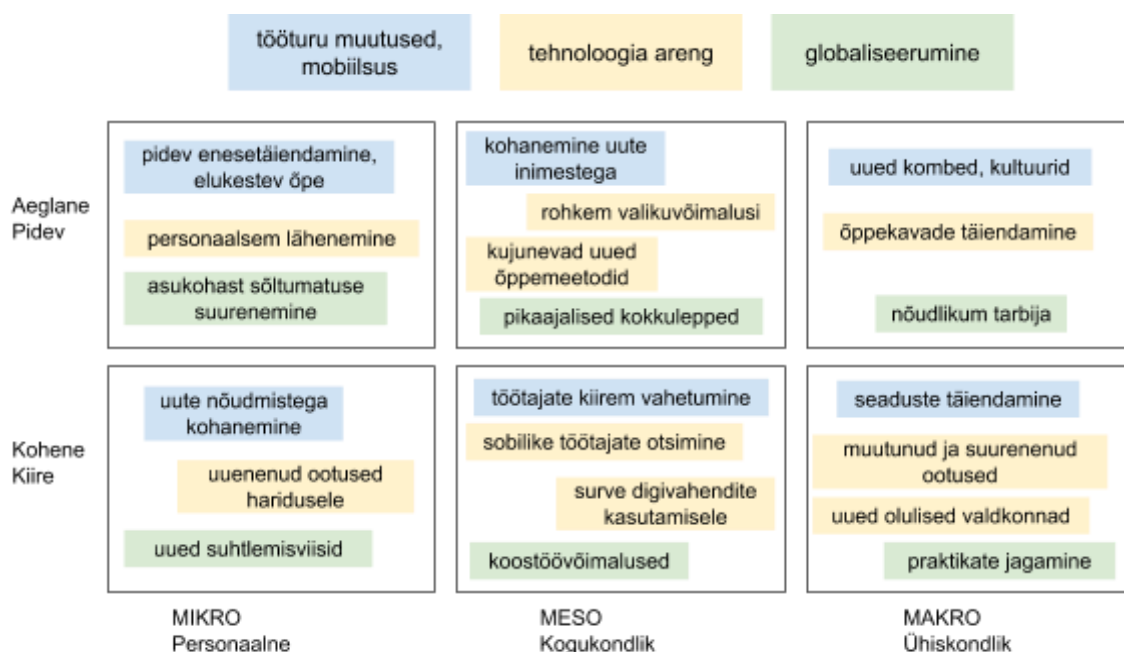 tööturu muutused,
mobiilsus
tehnoloogia areng
globaliseerumine
Aeglane
Pidev
pidev enesetäiendamine,
elukestev õpe
personaalsem lähenemine
asukohast sõltumatuse
suurenemine
kohanemine uute
inimestega
rohkem valikuvõimalusi
kujunevad uued
õppemeetodid
pikaajalised kokkulepped
uued kombed, kultuurid
õppekavade täiendamine
nõudlikum tarbija
Kohene
Kiire
uute nõudmistega
kohanemine
uuenenud ootused
haridusele
uued suhtlemisviisid
töötajate kiirem vahetumine
sobilike töötajate otsimine
surve digivahendite
kasutamisele
koostöövõimalused
seaduste täiendamine
muutunud ja suurenenud
ootused
uued olulised valdkonnad
praktikate jagamine
MIKRO
Personaalne
MESO
Kogukondlik
MAKRO
Ühiskondlik